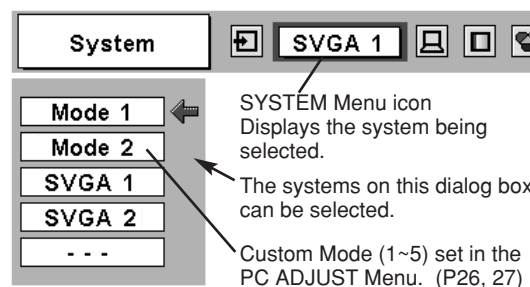 System
SVGA 1
Mode 1
Mode 2
SVGA 1
SVGA 2
- - -
SYSTEM Menu icon
Displays the system being
selected.
The systems on this dialog box
can be selected.
Custom Mode (1~5) set in the
PC ADJUST Menu. (P26, 27)